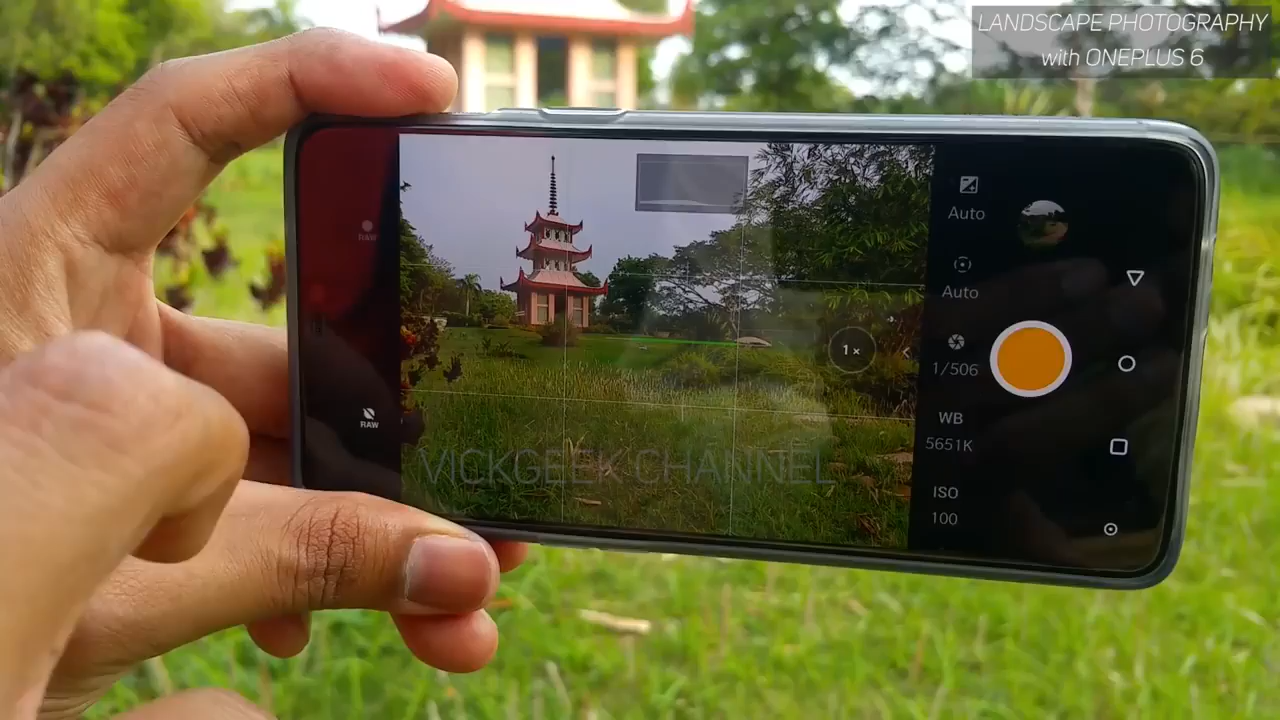 LANDSCAPE PHOTOGRAPHY
with ONEPLUS 6
RAW
RAW
1×
Auto
Auto
1/506
WB
5651K
ISO
100
VICKGEEK CHANNEL